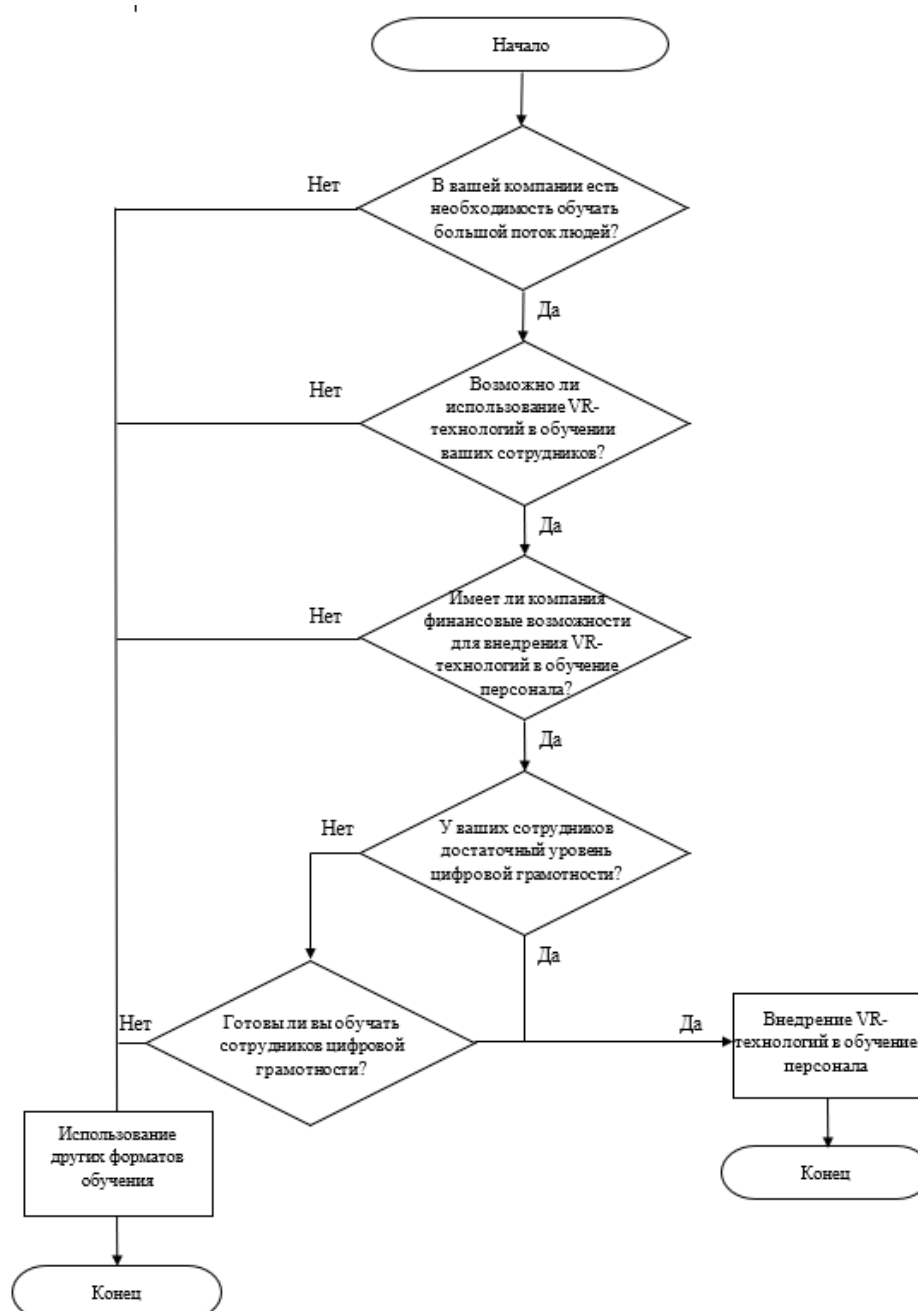 Начало
Нет
В вашей компании есть
необходимость обучать
большой поток людей?
Да
Нет
Возможно ли
использование VR-
технологий в обучении
ваших сотрудников?
Да
Нет
Имеет ли компания
финансовые возможности
для внедрения VR-
технологий в обучение
персонала?
Да
Нет
У ваших сотрудников
достаточный уровень
цифровой грамотности?
Да
Нет
Готовы ли вы обучать
сотрудников цифровой
грамотности?
Да
Внедрение VR-
технологий в обучение
персонала
Использование
других форматов
обучения
Конец
Конец